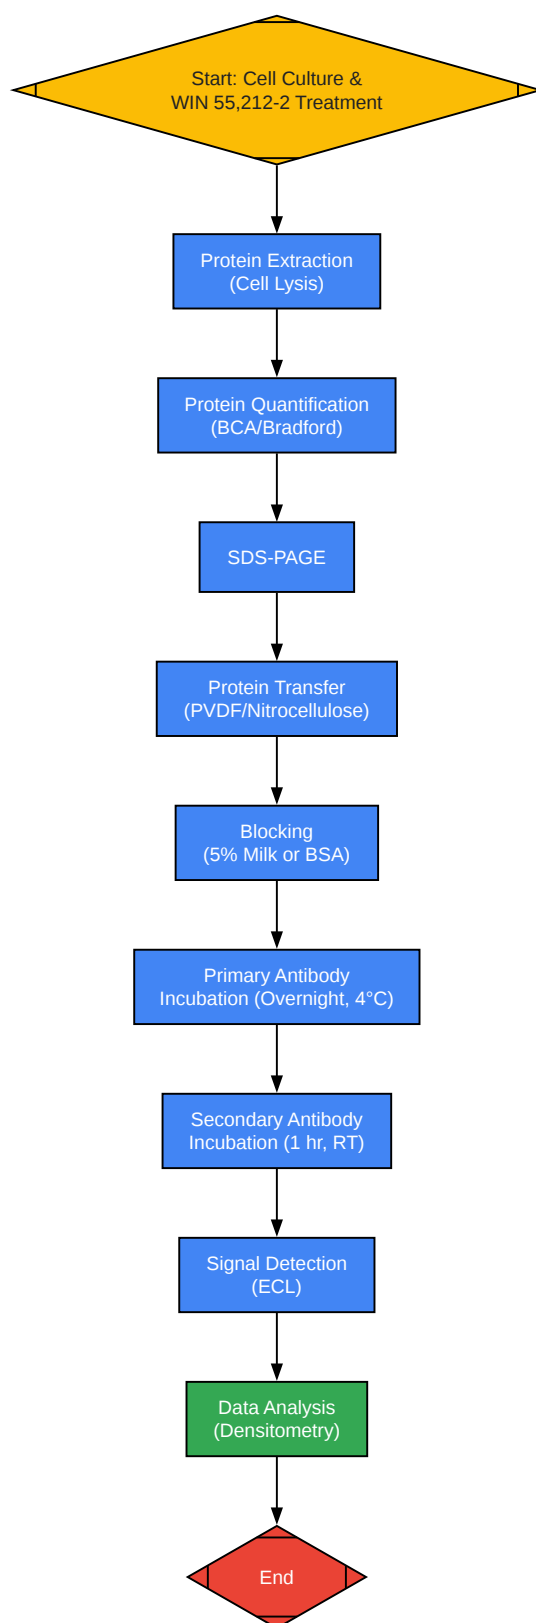 Start: Cell Culture &
WIN 55,212-2 Treatment
Protein Extraction
(Cell Lysis)
Protein Quantification
(BCA/Bradford)
SDS-PAGE
Protein Transfer
(PVDF/Nitrocellulose)
Blocking
(5% Milk or BSA)
Primary Antibody
Incubation (Overnight, 4°C)
Secondary Antibody
Incubation (1 hr, RT)
Signal Detection
(ECL)
Data Analysis
(Densitometry)
End